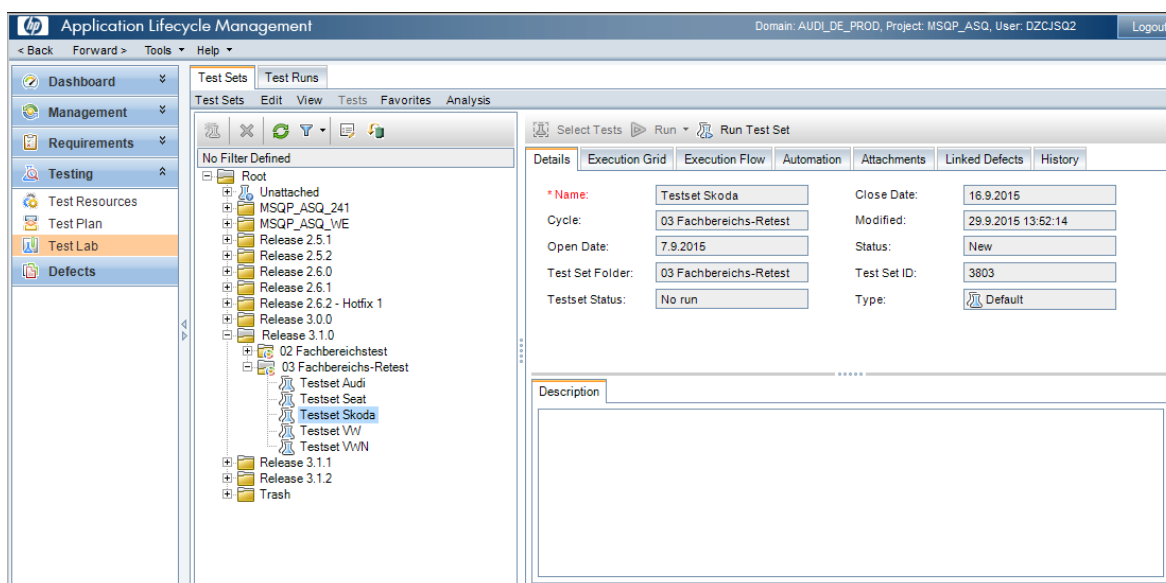 hp Application Lifecycle Management Domain: AUDI_DE_PROD, Project: MSQP_ASQ, User: DZCJSQ2 Logout
< Back Forward > Tools Help
Dashboard
Management
Requirements
Testing
Test Resources
Test Plan
Test Lab
Defects
Test Sets Test Runs
Test Sets Edit View Tests Favorites Analysis
No Filter Defined
Root
Unattached
MSQP_ASQ_241
MSQP_ASQ_WE
Release 2.5.1
Release 2.5.2
Release 2.6.0
Release 2.6.1
Release 2.6.2 - Hotfix 1
Release 3.0.0
Release 3.1.0
02 Fachbereichstest
03 Fachbereichs-Retest
Testset Audi
Testset Seat
Testset Skoda
Testset VW
Testset VWN
Release 3.1.1
Release 3.1.2
Trash
Select Tests Run Run Test Set
Details Execution Grid Execution Flow Automation Attachments Linked Defects History
* Name: Testset Skoda Close Date: 16.9.2015
Cycle: 03 Fachbereichs-Retest Modified: 29.9.2015 13:52:14
Open Date: 7.9.2015 Status: New
Test Set Folder: 03 Fachbereichs-Retest Test Set ID: 3803
Testset Status: No run Type: Default
Description